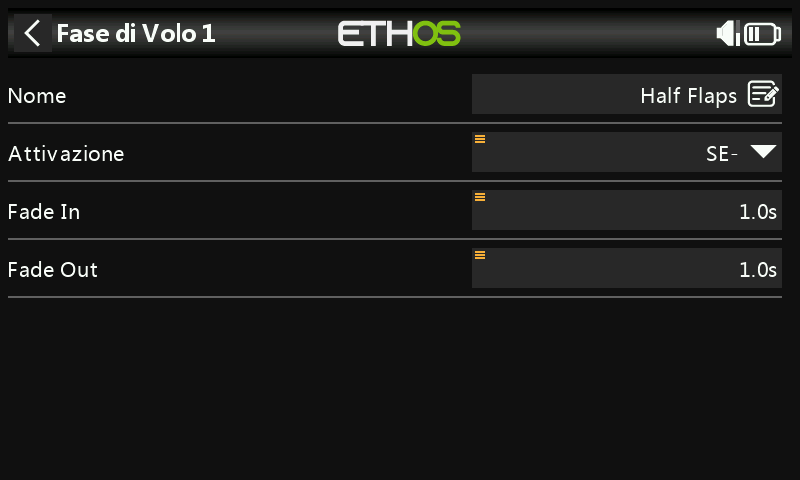 Fase di Volo 1
ETHOS
Nome
Half Flaps
Attivazione
SE-
Fade In
1.0s
Fade Out
1.0s